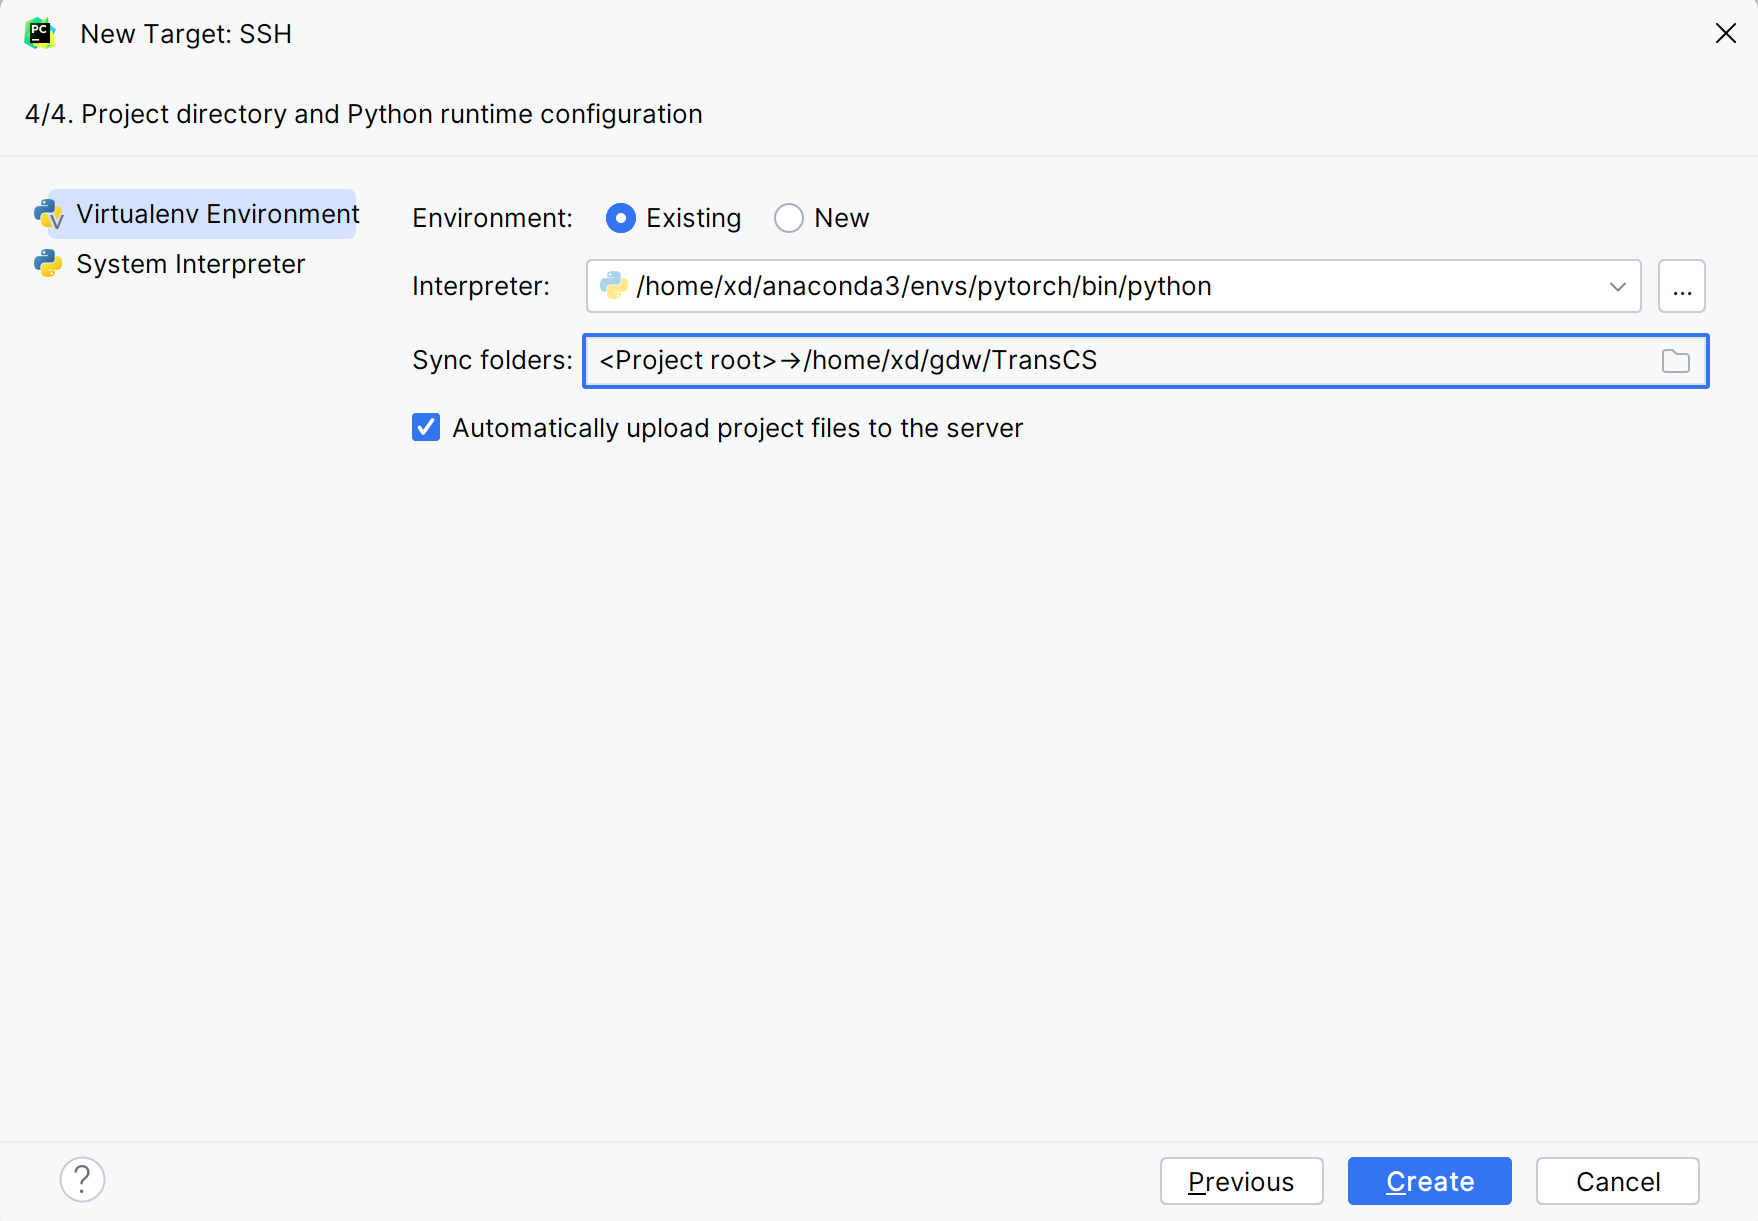 New Target: SSH
4/4. Project directory and Python runtime configuration
Virtualenv Environment
System Interpreter
Environment: Existing New
Interpreter: /home/xd/anaconda3/envs/pytorch/bin/python ...
Sync folders: <Project root>→/home/xd/gdw/TransCS
Automatically upload project files to the server
? Previous Create Cancel